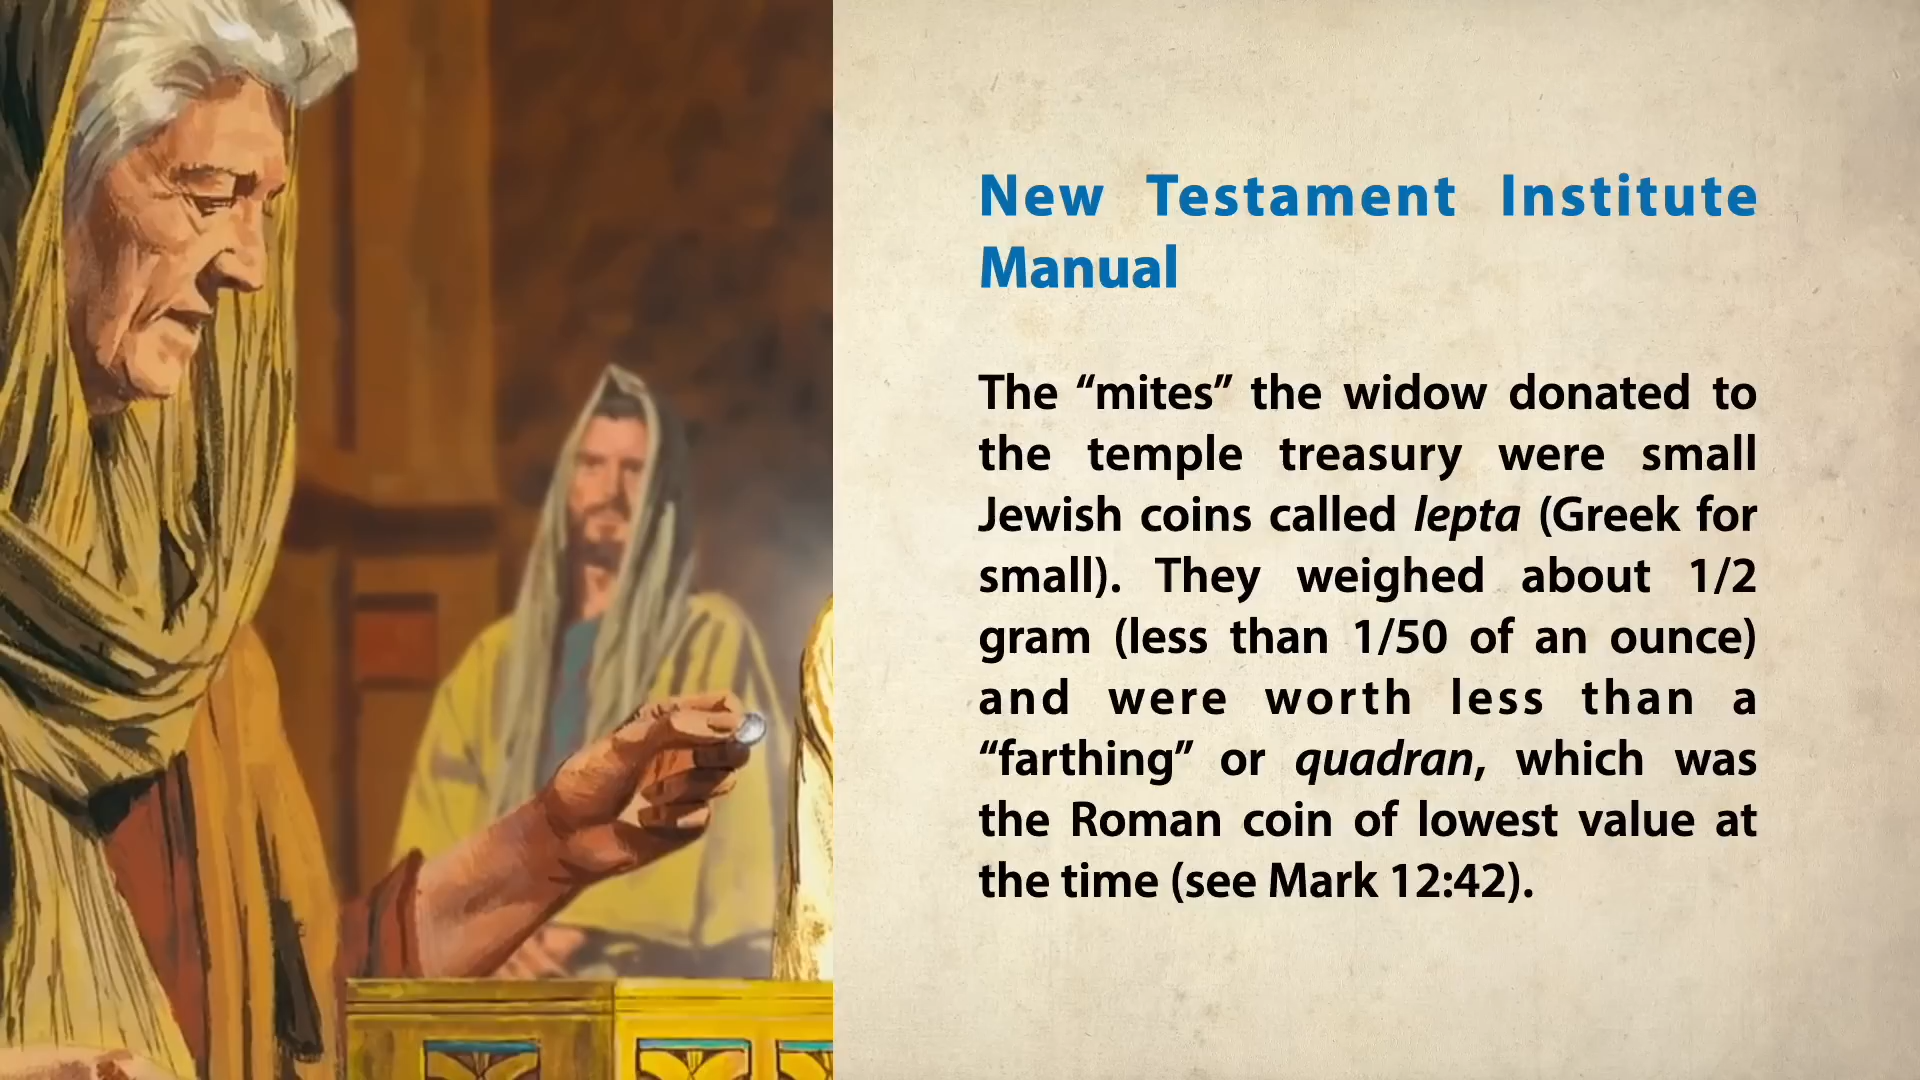 New Testament Institute
Manual
The “mites” the widow donated to
the temple treasury were small
Jewish coins called lepta (Greek for
small). They weighed about 1/2
gram (less than 1/50 of an ounce)
and were worth less than a
“farthing” or quadran, which was
the Roman coin of lowest value at
the time (see Mark 12:42).